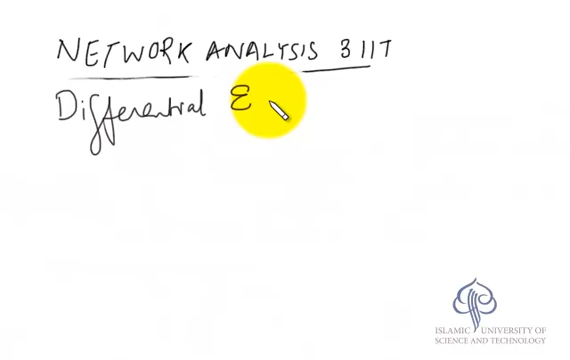 NETWORK ANALYSIS 311T
Differential E
ISLAMIC UNIVERSITY OF
SCIENCE AND TECHNOLOGY